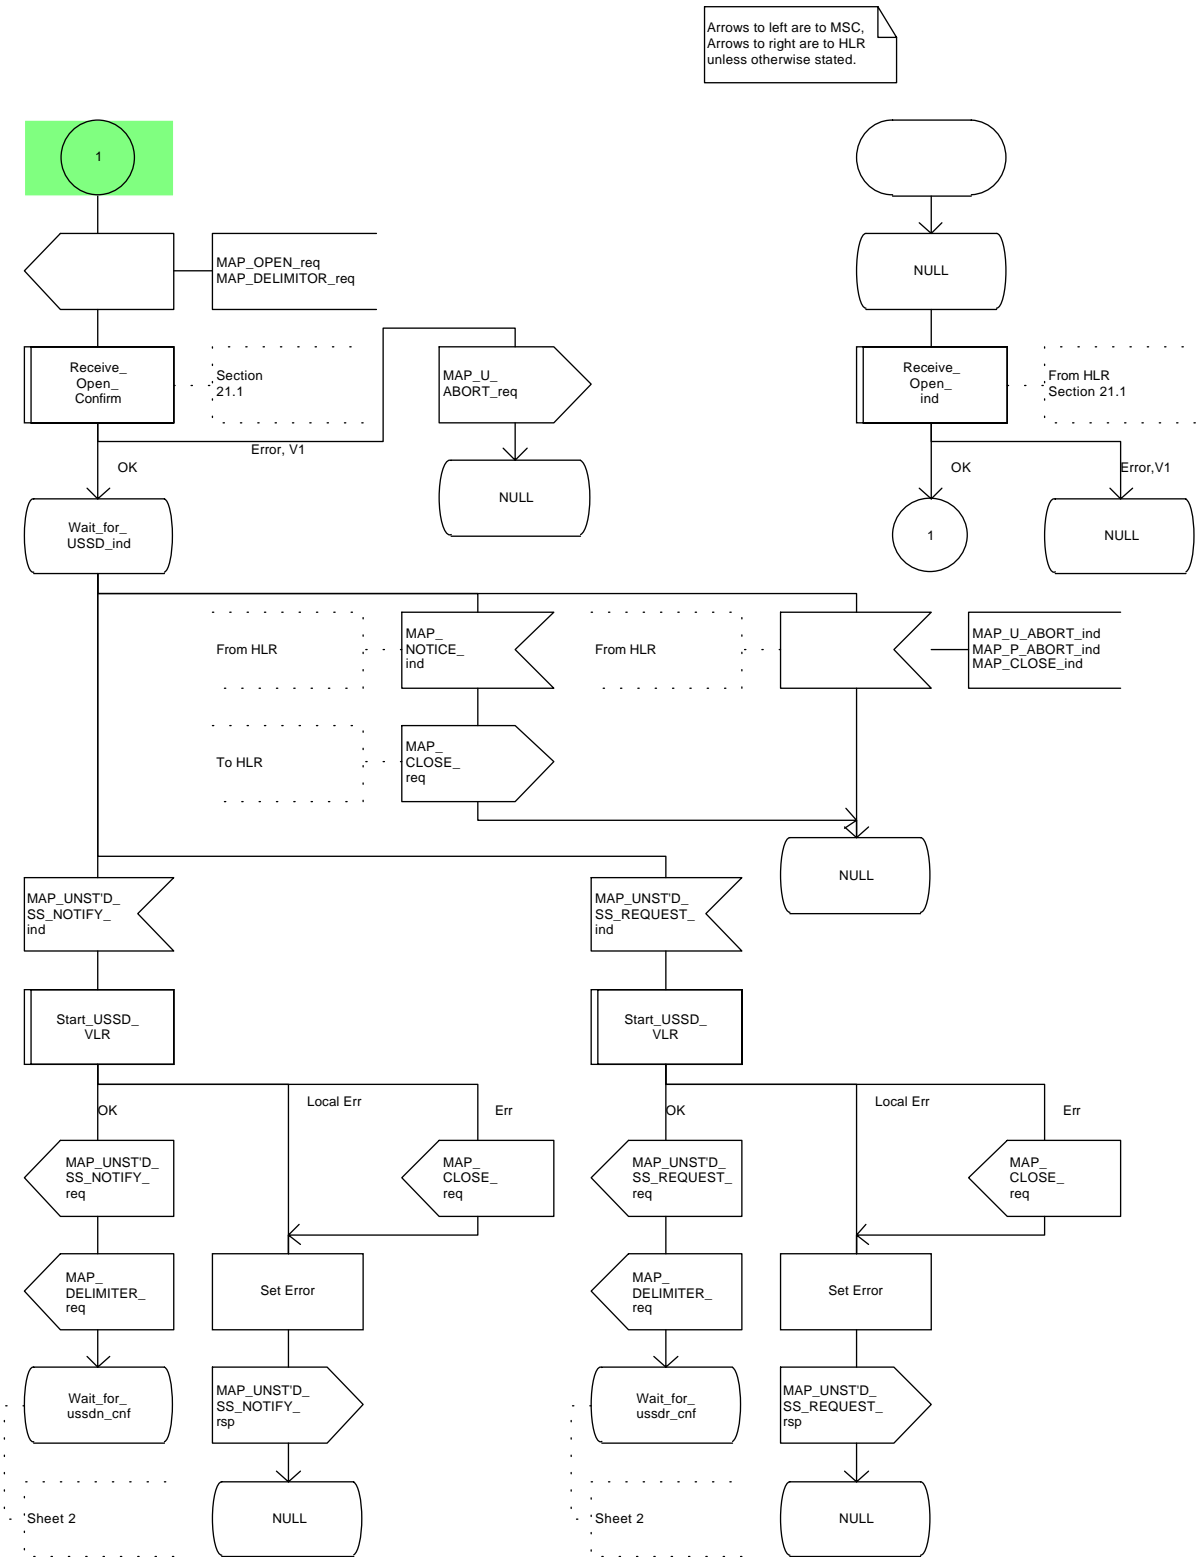 Arrows to left are to MSC,
Arrows to right are to HLR
unless otherwise stated.
1
MAP_OPEN_req
MAP_DELIMITOR_req
NULL
Receive_
Open_
Confirm
Section
21.1
MAP_U_
ABORT_req
Receive_
Open_
ind
From HLR
Section 21.1
Error, V1
OK
OK
Error,V1
NULL
Wait_for_
USSD_ind
1
NULL
From HLR
MAP_
NOTICE_
ind
From HLR
MAP_U_ABORT_ind
MAP_P_ABORT_ind
MAP_CLOSE_ind
To HLR
MAP_
CLOSE_
req
NULL
MAP_UNST'D_
SS_NOTIFY_
ind
MAP_UNST'D_
SS_REQUEST_
ind
Start_USSD_
VLR
Start_USSD_
VLR
OK
Local Err
Err
OK
Local Err
Err
MAP_UNST'D_
SS_NOTIFY_
req
MAP_
CLOSE_
req
MAP_UNST'D_
SS_REQUEST_
req
MAP_
CLOSE_
req
MAP_
DELIMITER_
req
Set Error
MAP_
DELIMITER_
req
Set Error
Wait_for_
ussdn_cnf
MAP_UNST'D_
SS_NOTIFY_
rsp
Wait_for_
ussdr_cnf
MAP_UNST'D_
SS_REQUEST_
rsp
Sheet 2
NULL
Sheet 2
NULL